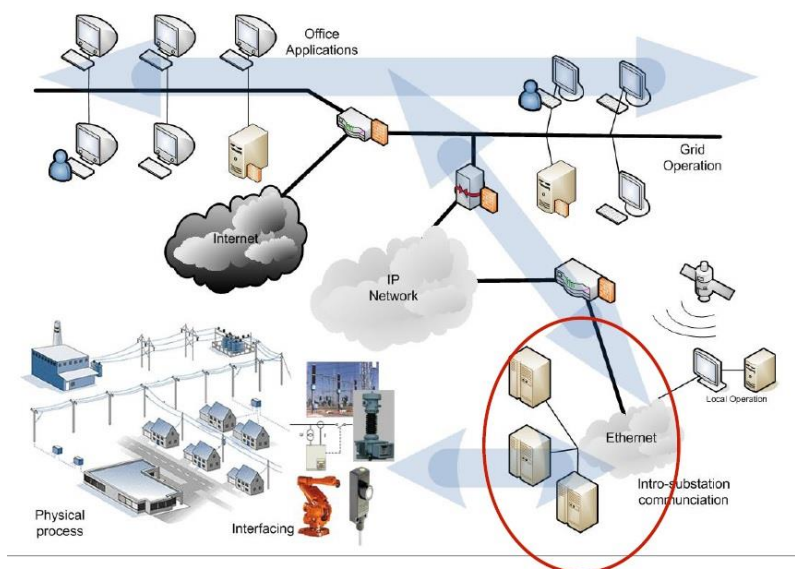 Office
Applications
Grid
Operation
Internet
IP
Network
Local Operation
Ethernet
Intro-substation
communciation
Physical
process
Interfacing